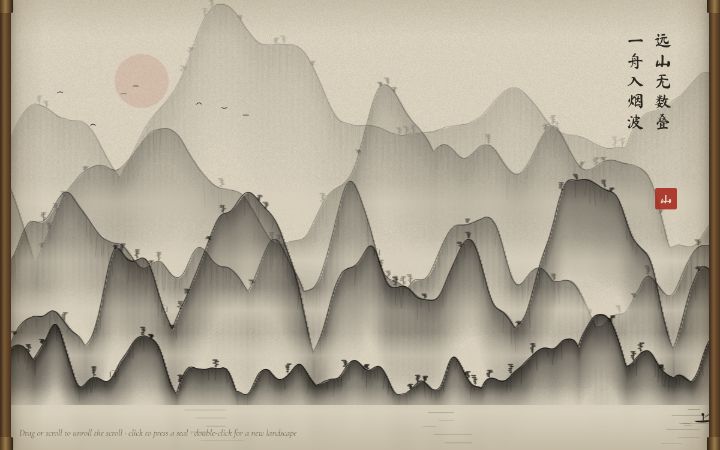 远山无数叠
一舟入烟波
山
Drag or scroll to unroll the scroll · click to press a seal · double-click for a new landscape